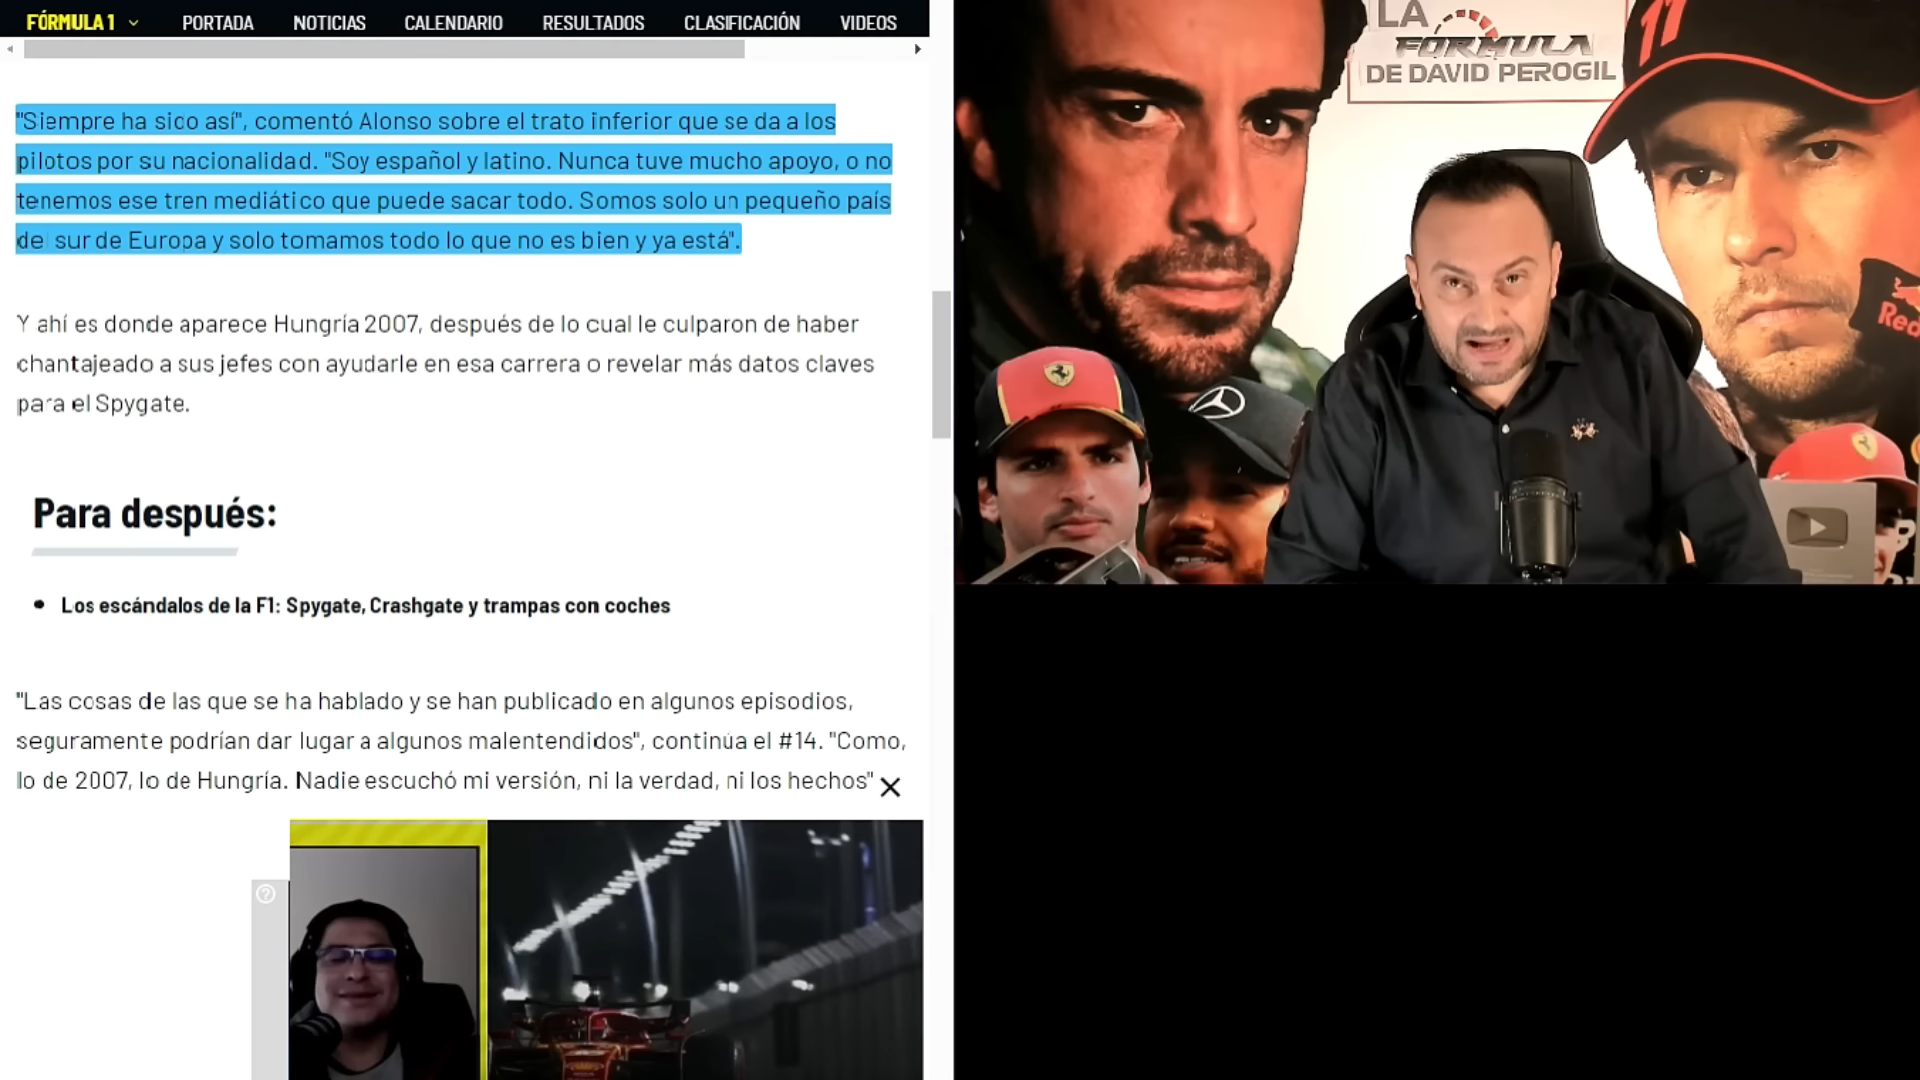 FÓRMULA 1 PORTADA NOTICIAS CALENDARIO RESULTADOS CLASIFICACIÓN VIDEOS
"Siempre ha sido así", comentó Alonso sobre el trato inferior que se da a los
pilotos por su nacionalidad. "Soy español y latino. Nunca tuve mucho apoyo, o no
tenemos ese tren mediático que puede sacar todo. Somos solo un pequeño país
del sur de Europa y solo tomamos todo lo que no es bien y ya está".
Y ahí es donde aparece Hungría 2007, después de lo cual le culparon de haber
chantajeado a sus jefes con ayudarle en esa carrera o revelar más datos claves
para el Spygate.
Para después:
Los escándalos de la F1: Spygate, Crashgate y trampas con coches
"Las cosas de las que se ha hablado y se han publicado en algunos episodios,
seguramente podrían dar lugar a algunos malentendidos", continúa el #14. "Como,
lo de 2007, lo de Hungría. Nadie escuchó mi versión, ni la verdad, ni los hechos"
LA
FÓRMULA
DE DAVID PEROGIL
11
Red